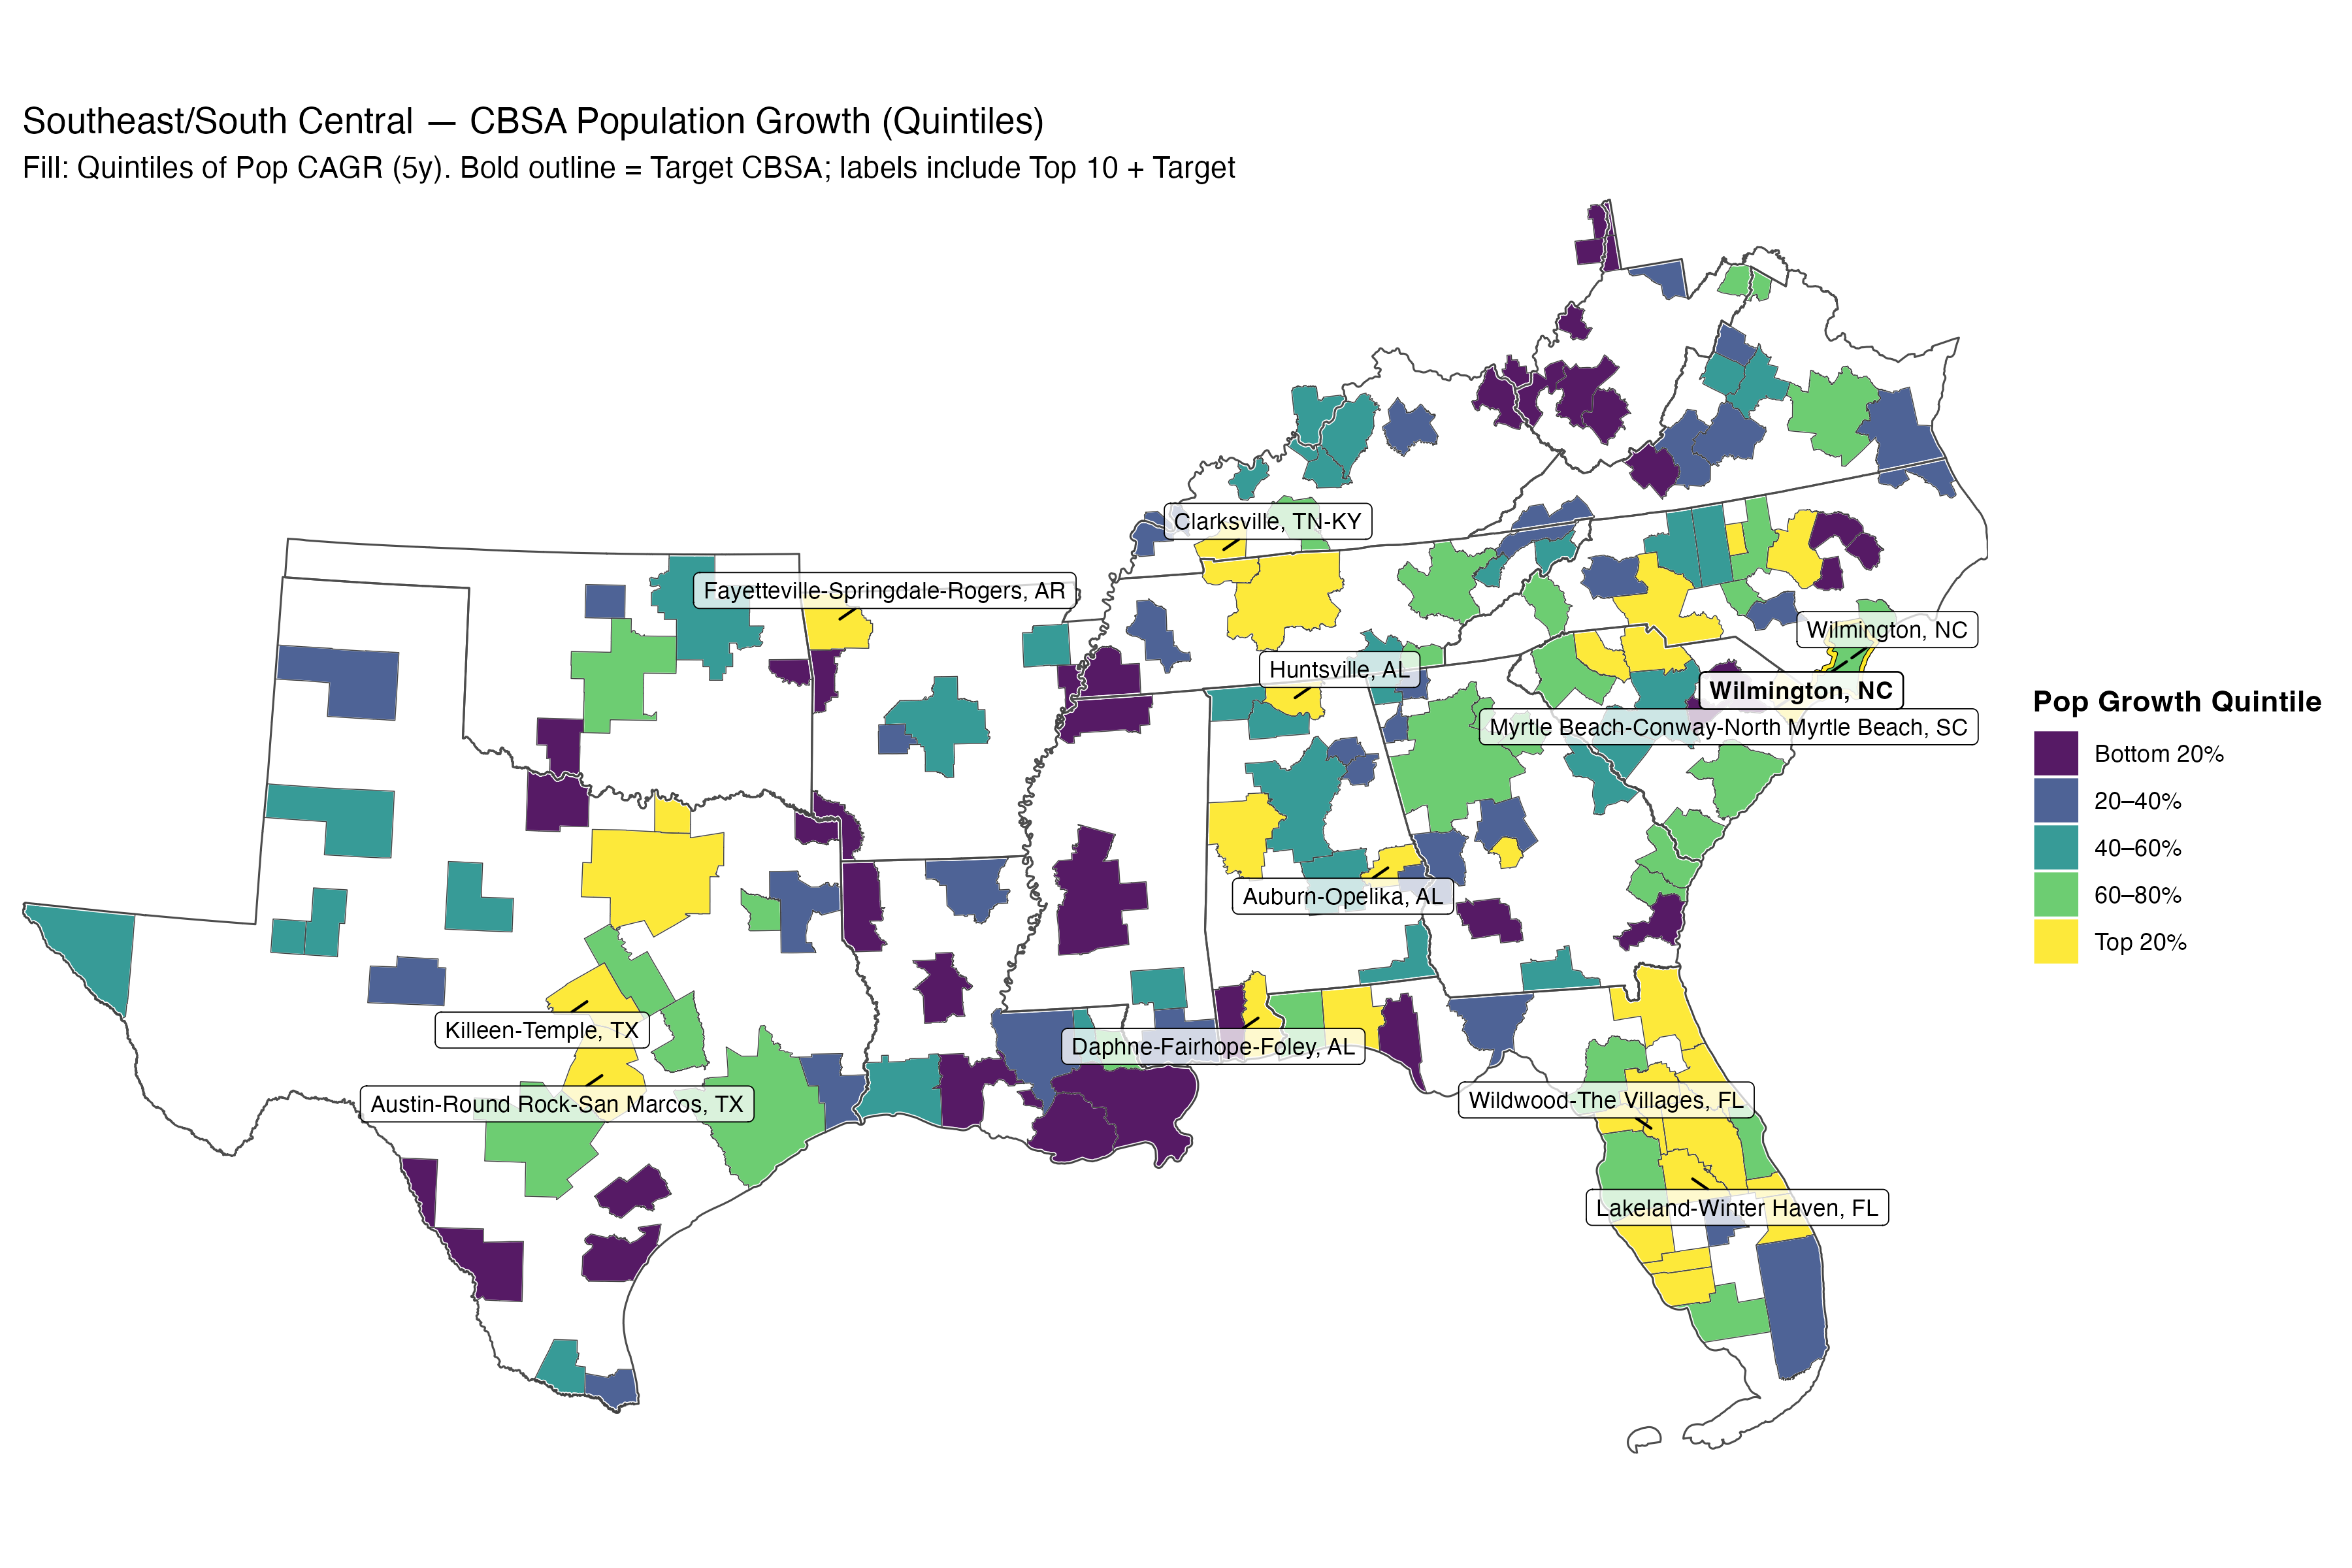 Southeast/South Central — CBSA Population Growth (Quintiles)
Fill: Quintiles of Pop CAGR (5y). Bold outline = Target CBSA; labels include Top 10 + Target
Clarksville, TN-KY
Fayetteville-Springdale-Rogers, AR
Wilmington, NC
Huntsville, AL
Wilmington, NC
Myrtle Beach-Conway-North Myrtle Beach, SC
Auburn-Opelika, AL
Killeen-Temple, TX
Daphne-Fairhope-Foley, AL
Austin-Round Rock-San Marcos, TX
Wildwood-The Villages, FL
Lakeland-Winter Haven, FL
Pop Growth Quintile
Bottom 20%
20–40%
40–60%
60–80%
Top 20%